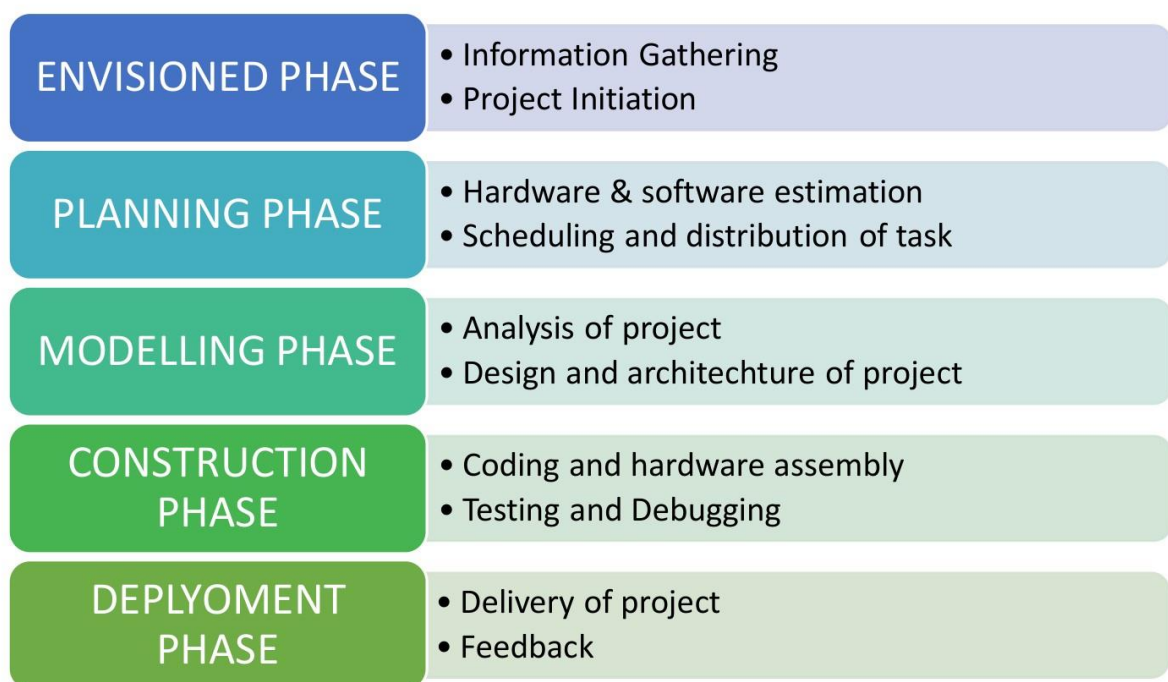 ENVISIONED PHASE
• Information Gathering
• Project Initiation
PLANNING PHASE
• Hardware & software estimation
• Scheduling and distribution of task
MODELLING PHASE
• Analysis of project
• Design and architechture of project
CONSTRUCTION
PHASE
• Coding and hardware assembly
• Testing and Debugging
DEPLYOMENT
PHASE
• Delivery of project
• Feedback